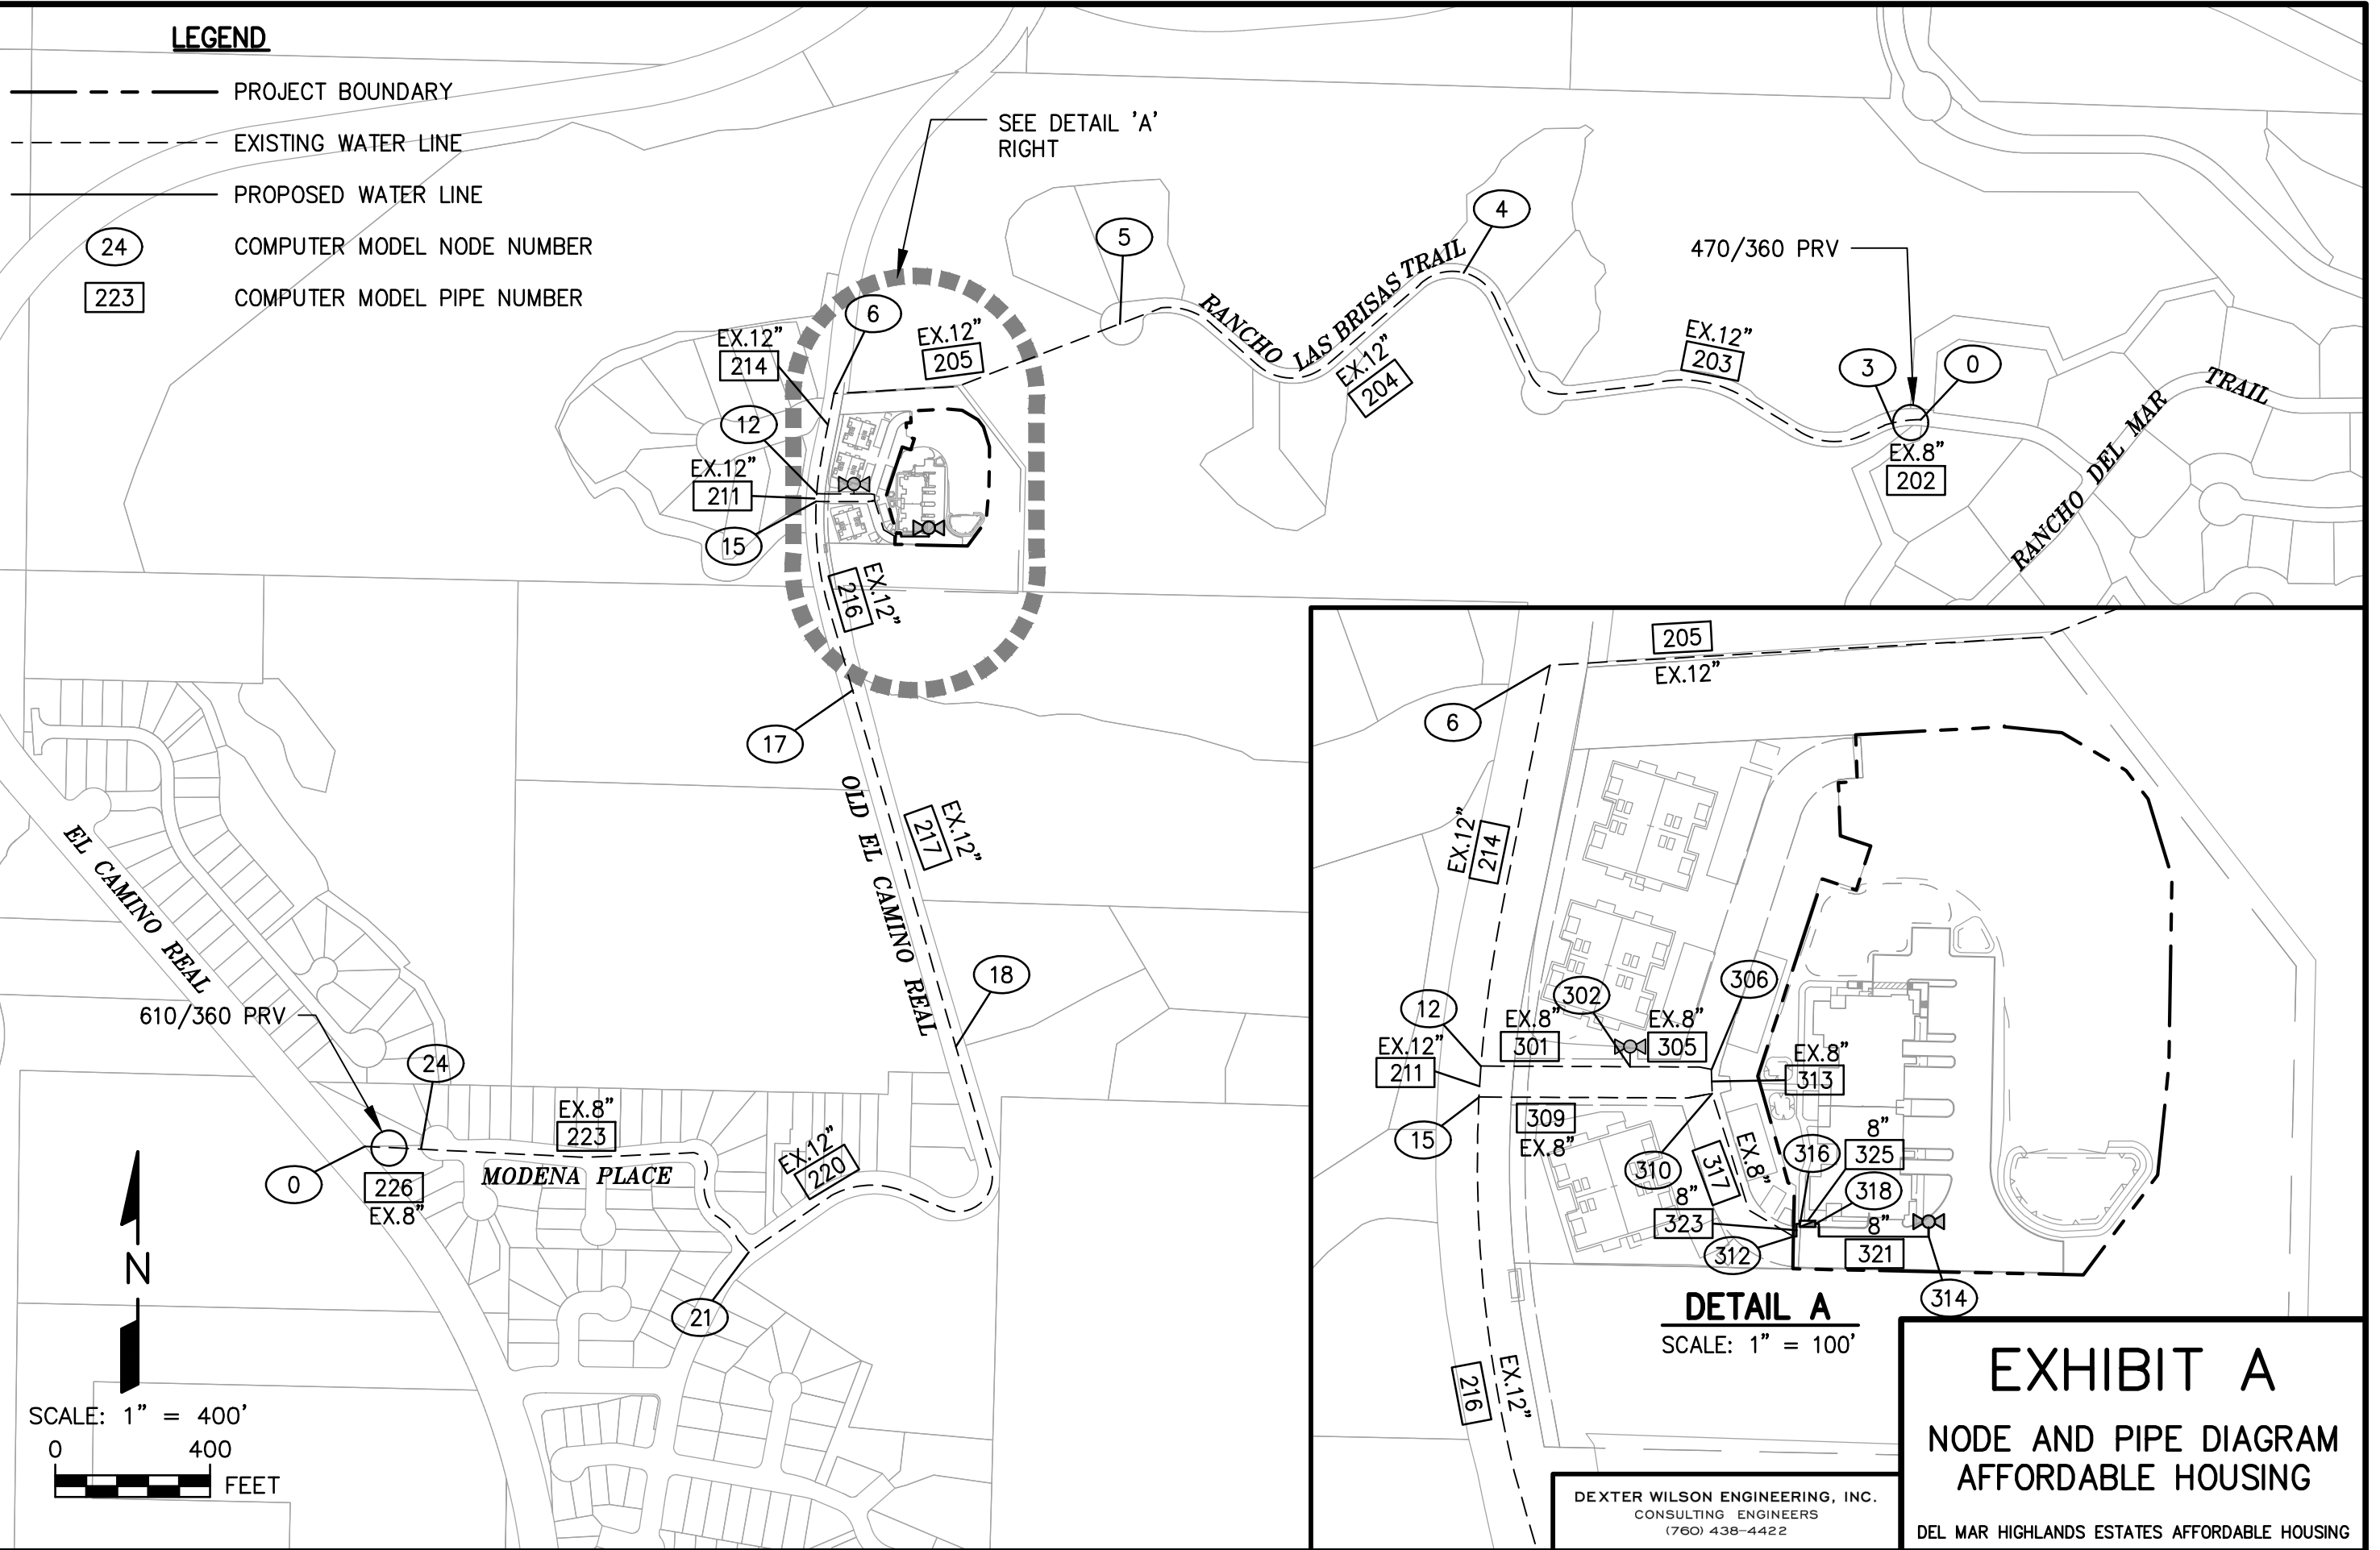 LEGEND
PROJECT BOUNDARY
EXISTING WATER LINE
PROPOSED WATER LINE
24
COMPUTER MODEL NODE NUMBER
223
COMPUTER MODEL PIPE NUMBER
SEE DETAIL 'A'
RIGHT
5
4
470/360 PRV
6
EX.12"
214
EX.12"
205
RANCHO LAS BRISAS TRAIL
EX.12"
204
EX.12"
203
3
0
EX.8"
202
RANCHO DEL MAR TRAIL
12
EX.12"
211
15
216
EX.12"
17
OLD EL CAMINO REAL
217
EX.12"
18
EL CAMINO REAL
610/360 PRV
24
EX.8"
223
MODENA PLACE
EX.12"
220
0
226
EX.8"
21
N
SCALE: 1" = 400'
0
400
FEET
205
EX.12"
6
EX.12"
214
12
EX.12"
211
15
302
306
EX.8"
301
EX.8"
305
EX.8"
313
309
EX.8"
310
317
EX.8"
316
8"
325
318
8"
323
312
8"
321
314
216
EX.12"
DETAIL A
SCALE: 1" = 100'
EXHIBIT A
NODE AND PIPE DIAGRAM
AFFORDABLE HOUSING
DEL MAR HIGHLANDS ESTATES AFFORDABLE HOUSING
DEXTER WILSON ENGINEERING, INC.
CONSULTING ENGINEERS
(760) 438-4422